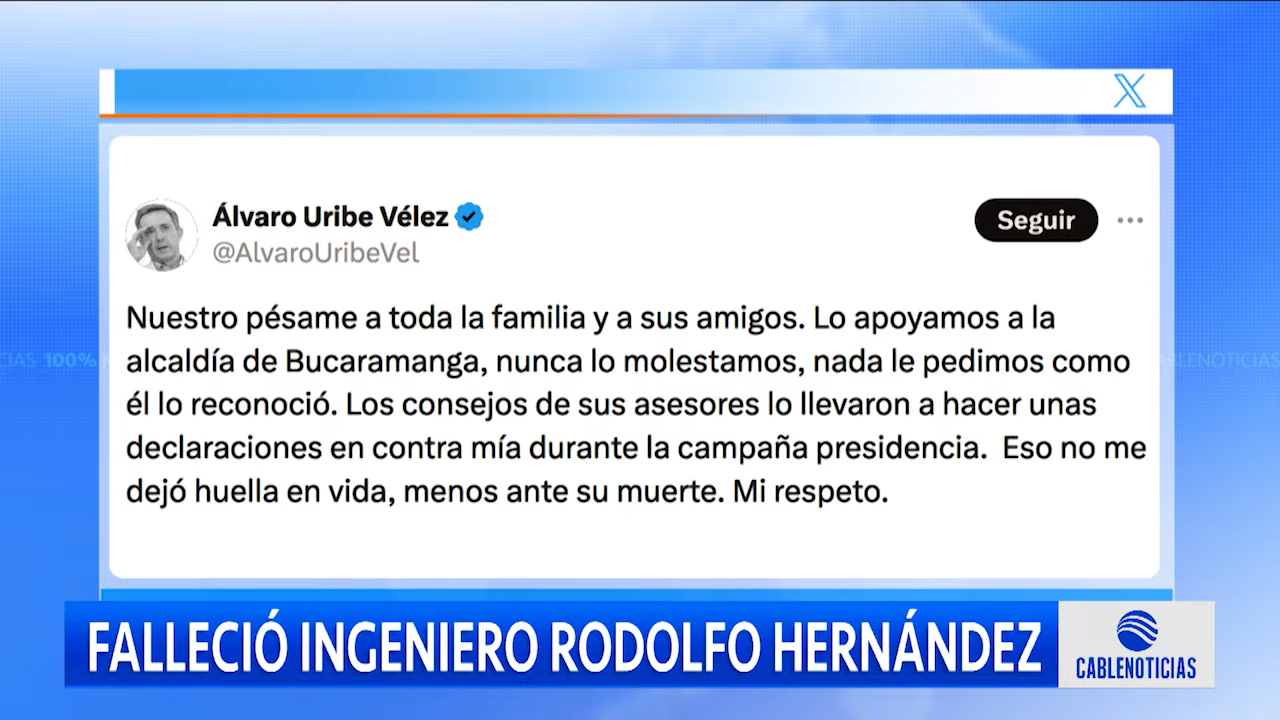 X
Álvaro Uribe Vélez
Seguir
@AlvaroUribeVel
Nuestro pésame a toda la familia y a sus amigos. Lo apoyamos a la
alcaldía de Bucaramanga, nunca lo molestamos, nada le pedimos como
él lo reconoció. Los consejos de sus asesores lo llevaron a hacer unas
declaraciones en contra mía durante la campaña presidencia. Eso no me
dejó huella en vida, menos ante su muerte. Mi respeto.
CIAS 100%
ABLENOTICIAS
FALLECIÓ INGENIERO RODOLFO HERNÁNDEZ
CABLENOTICIAS